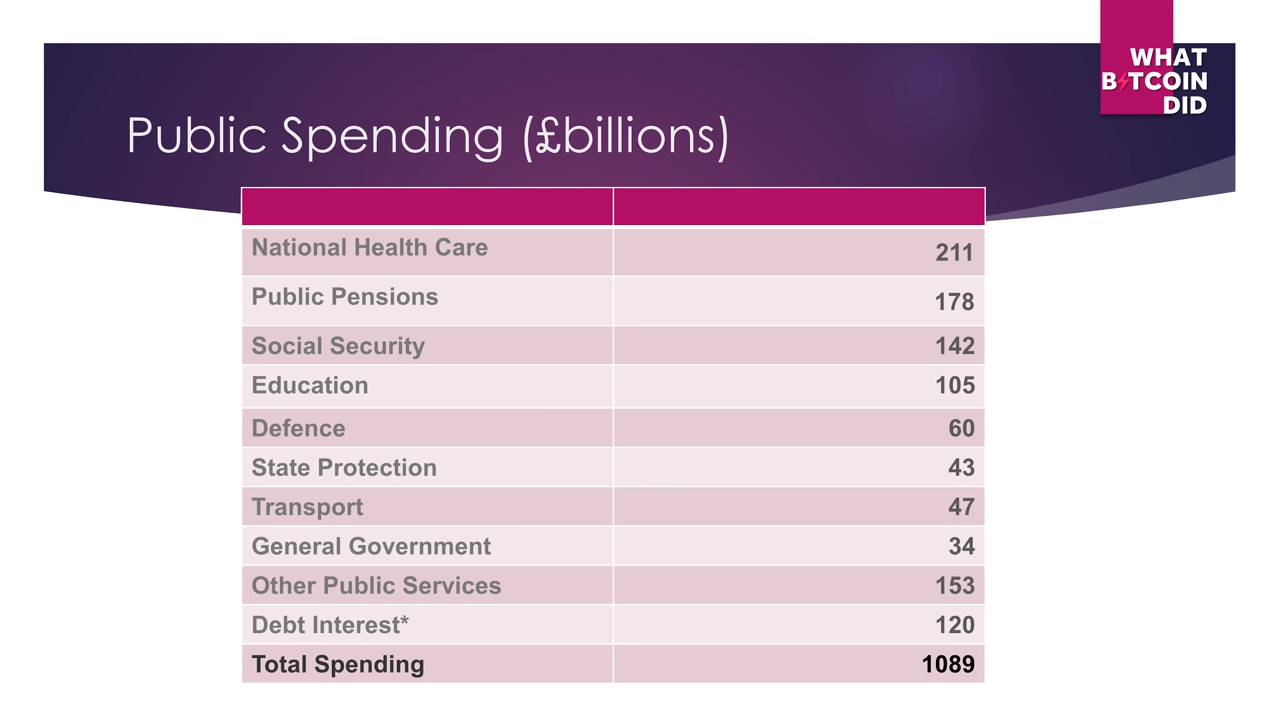 WHAT
B⚡TCOIN
DID
Public Spending (£billions)
National Health Care 211
Public Pensions 178
Social Security 142
Education 105
Defence 60
State Protection 43
Transport 47
General Government 34
Other Public Services 153
Debt Interest* 120
Total Spending 1089